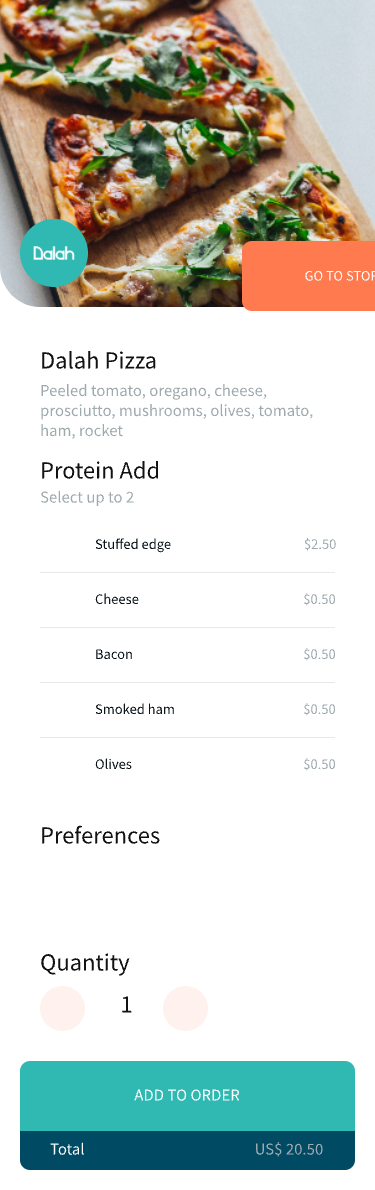 Dalah
GO TO STOR
Dalah Pizza
Peeled tomato, oregano, cheese,
prosciutto, mushrooms, olives, tomato,
ham, rocket
Protein Add
Select up to 2
Stuffed edge $2.50
Cheese $0.50
Bacon $0.50
Smoked ham $0.50
Olives $0.50
Preferences
Quantity
1
ADD TO ORDER
Total US$ 20.50